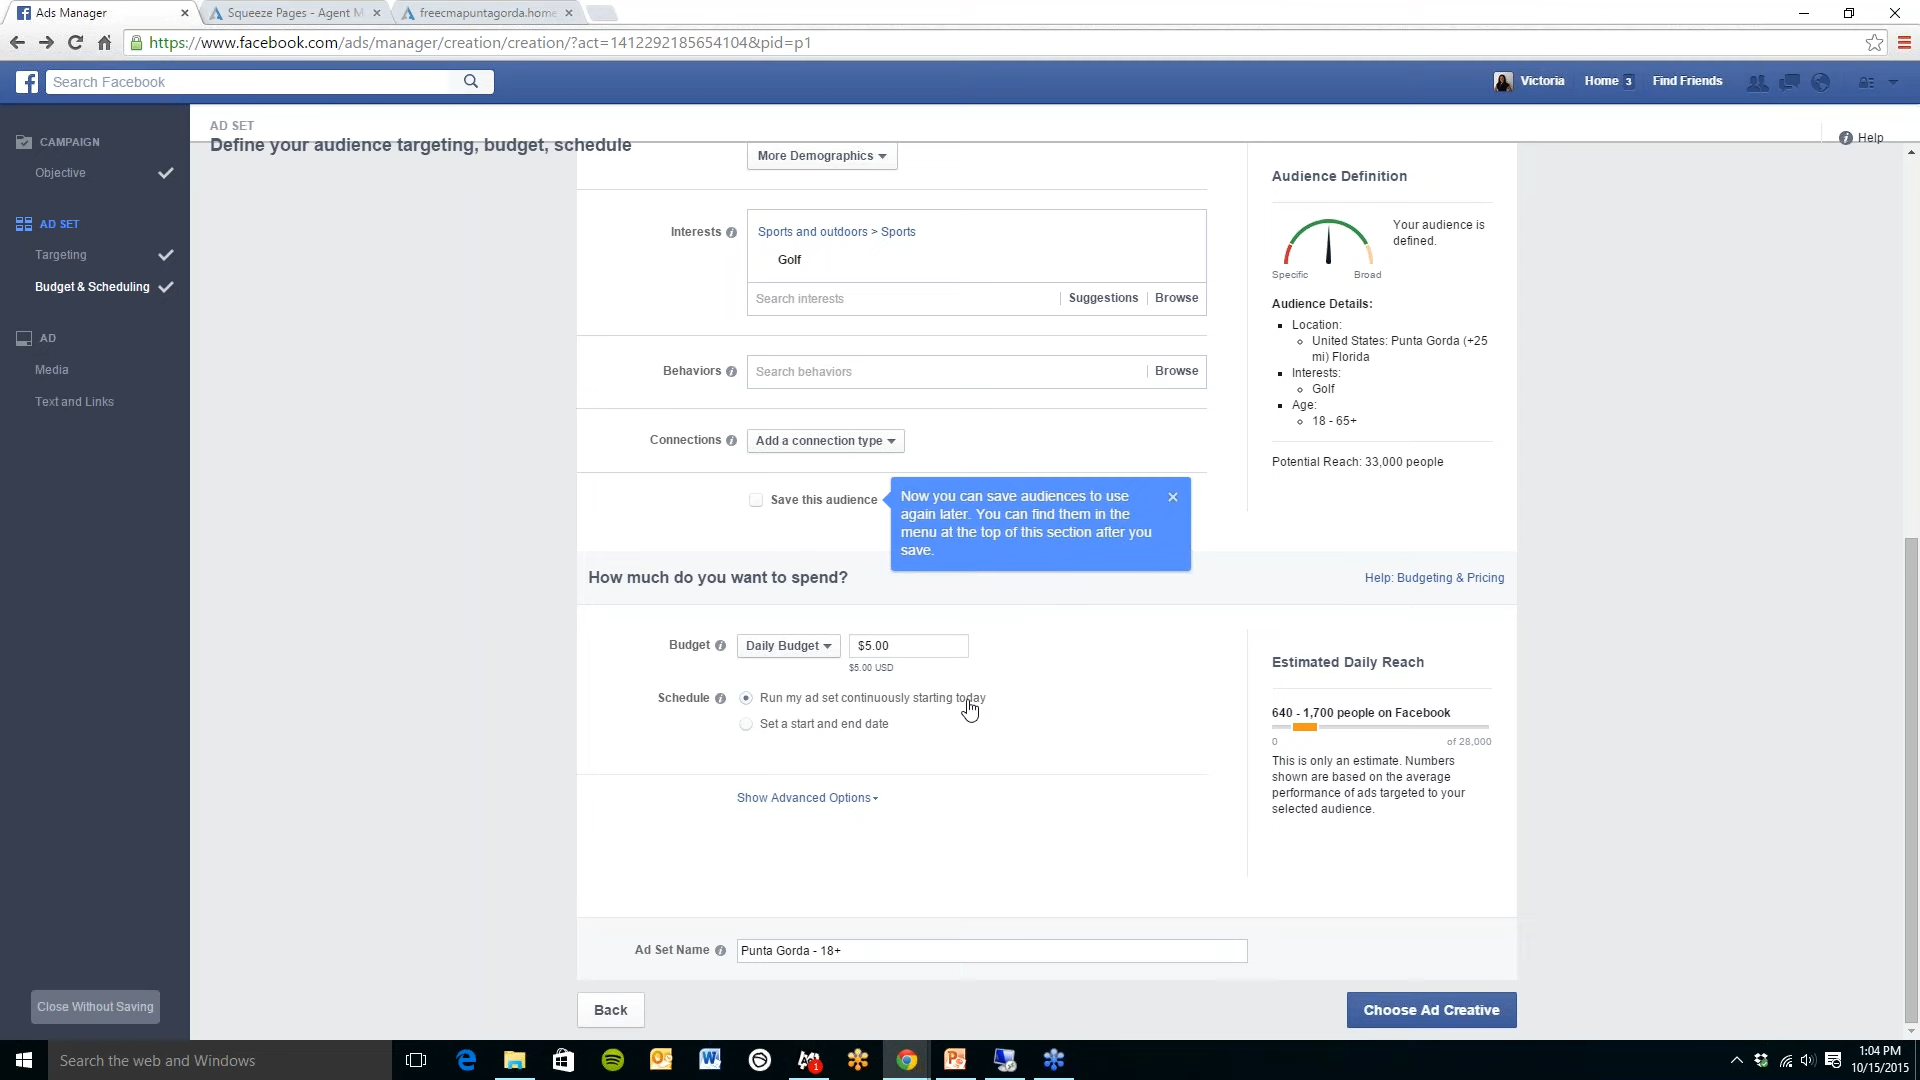 Ads Manager
Squeeze Pages - Agent M
freecmapuntagorda.home
https://www.facebook.com/ads/manager/creation/creation/?act=1412292185654104&pid=p1
Search Facebook
Victoria
Home 3
Find Friends
CAMPAIGN
Objective
AD SET
Targeting
Budget & Scheduling
AD
Media
Text and Links
Close Without Saving
AD SET
Define your audience targeting, budget, schedule
Help
More Demographics
Interests
Sports and outdoors > Sports
Golf
Search interests
Suggestions
Browse
Behaviors
Search behaviors
Browse
Connections
Add a connection type
Save this audience
Now you can save audiences to use
again later. You can find them in the
menu at the top of this section after you
save.
Audience Definition
Your audience is
defined.
Specific
Broad
Audience Details:
Location:
United States: Punta Gorda (+25
mi) Florida
Interests:
Golf
Age:
18 - 65+
Potential Reach: 33,000 people
How much do you want to spend?
Help: Budgeting & Pricing
Budget
Daily Budget
$5.00
$5.00 USD
Schedule
Run my ad set continuously starting today
Set a start and end date
Show Advanced Options
Estimated Daily Reach
640 - 1,700 people on Facebook
0
of 28,000
This is only an estimate. Numbers
shown are based on the average
performance of ads targeted to your
selected audience.
Ad Set Name
Punta Gorda - 18+
Back
Choose Ad Creative
Search the web and Windows
1
1:04 PM
10/15/2015